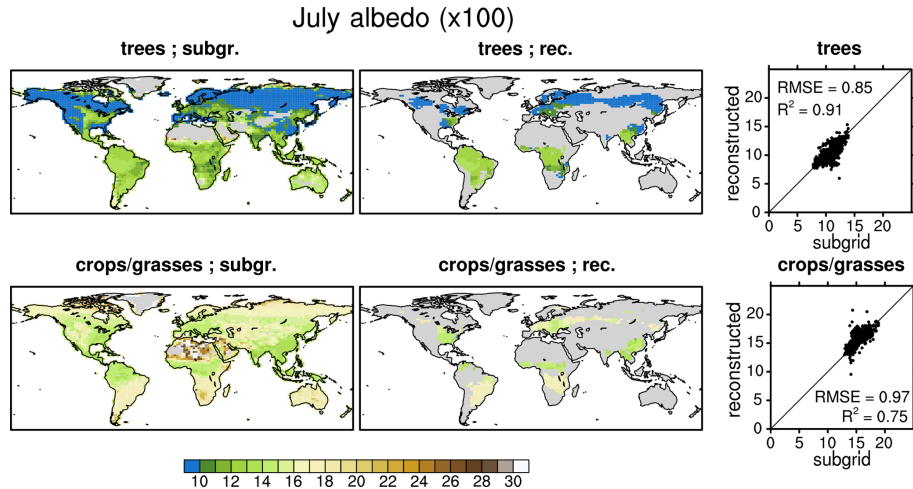 July albedo (x100)
trees ; subgr.
trees ; rec.
trees
RMSE = 0.85
R² = 0.91
reconstructed
25
20
15
10
5
0
0 5 10 15 20
subgrid
crops/grasses ; subgr.
crops/grasses ; rec.
crops/grasses
reconstructed
25
20
15
10
5
0
RMSE = 0.97
R² = 0.75
0 5 10 15 20
subgrid
10 12 14 16 18 20 22 24 26 28 30